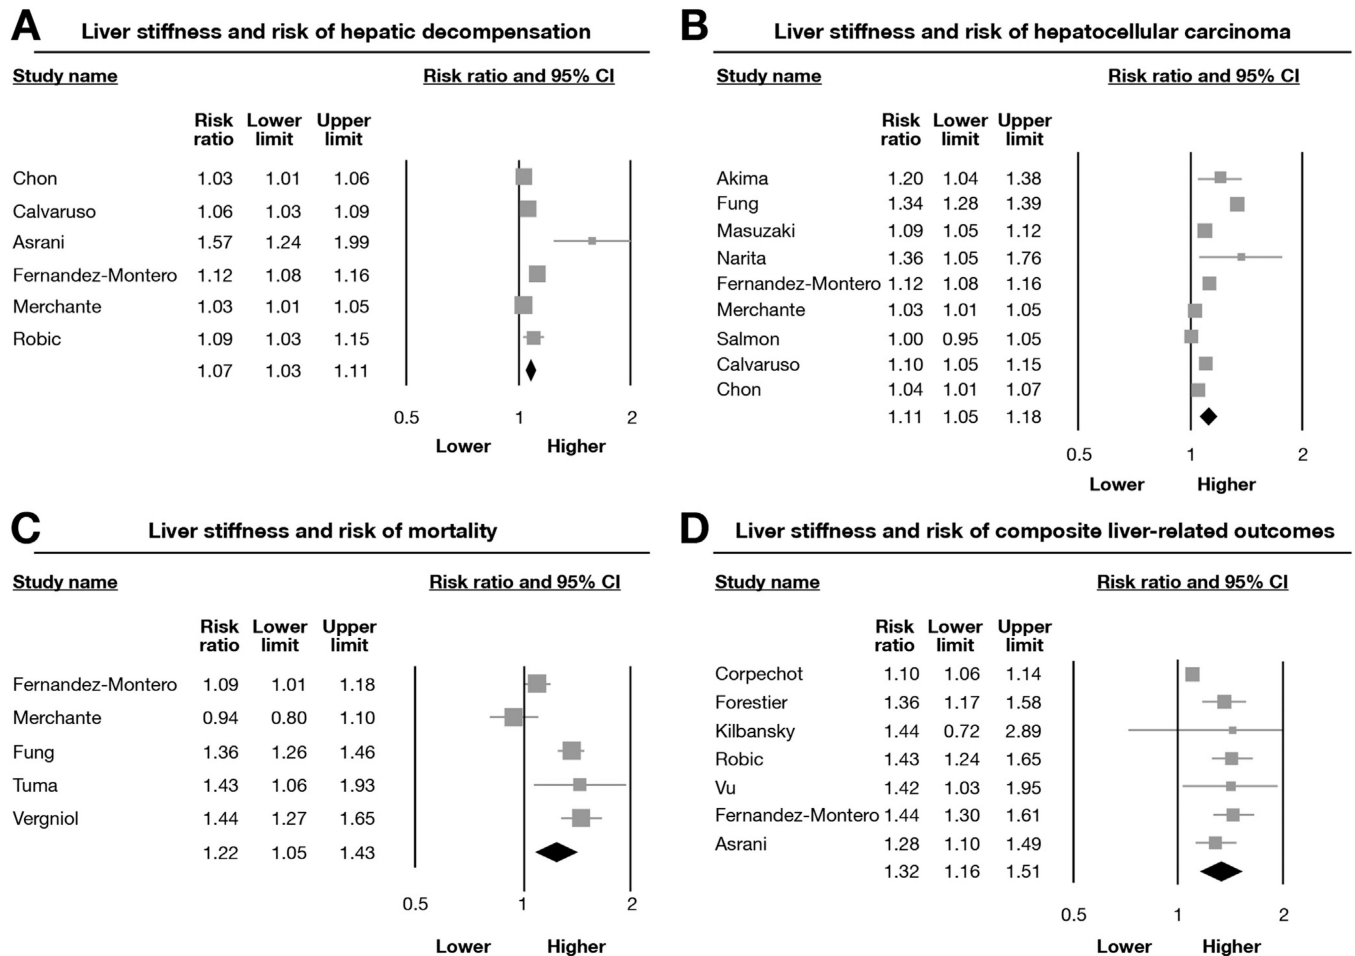 A Liver stiffness and risk of hepatic decompensation
Study name Risk ratio and 95% CI
Risk ratio Lower limit Upper limit
Chon 1.03 1.01 1.06
Calvaruso 1.06 1.03 1.09
Asrani 1.57 1.24 1.99
Fernandez-Montero 1.12 1.08 1.16
Merchante 1.03 1.01 1.05
Robic 1.09 1.03 1.15
1.07 1.03 1.11
0.5 1 2
Lower Higher
B Liver stiffness and risk of hepatocellular carcinoma
Study name Risk ratio and 95% CI
Risk ratio Lower limit Upper limit
Akima 1.20 1.04 1.38
Fung 1.34 1.28 1.39
Masuzaki 1.09 1.05 1.12
Narita 1.36 1.05 1.76
Fernandez-Montero 1.12 1.08 1.16
Merchante 1.03 1.01 1.05
Salmon 1.00 0.95 1.05
Calvaruso 1.10 1.05 1.15
Chon 1.04 1.01 1.07
1.11 1.05 1.18
0.5 1 2
Lower Higher
C Liver stiffness and risk of mortality
Study name Risk ratio and 95% CI
Risk ratio Lower limit Upper limit
Fernandez-Montero 1.09 1.01 1.18
Merchante 0.94 0.80 1.10
Fung 1.36 1.26 1.46
Tuma 1.43 1.06 1.93
Vergniol 1.44 1.27 1.65
1.22 1.05 1.43
0.5 1 2
Lower Higher
D Liver stiffness and risk of composite liver-related outcomes
Study name Risk ratio and 95% CI
Risk ratio Lower limit Upper limit
Corpechot 1.10 1.06 1.14
Forestier 1.36 1.17 1.58
Kilbansky 1.44 0.72 2.89
Robic 1.43 1.24 1.65
Vu 1.42 1.03 1.95
Fernandez-Montero 1.44 1.30 1.61
Asrani 1.28 1.10 1.49
1.32 1.16 1.51
0.5 1 2
Lower Higher